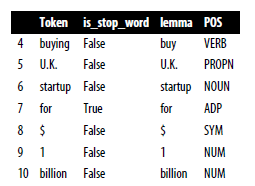 Token is_stop_word lemma POS
4 buying False buy VERB
5 U.K. False U.K. PROPN
6 startup False startup NOUN
7 for True for ADP
8 $ False $ SYM
9 1 False 1 NUM
10 billion False billion NUM